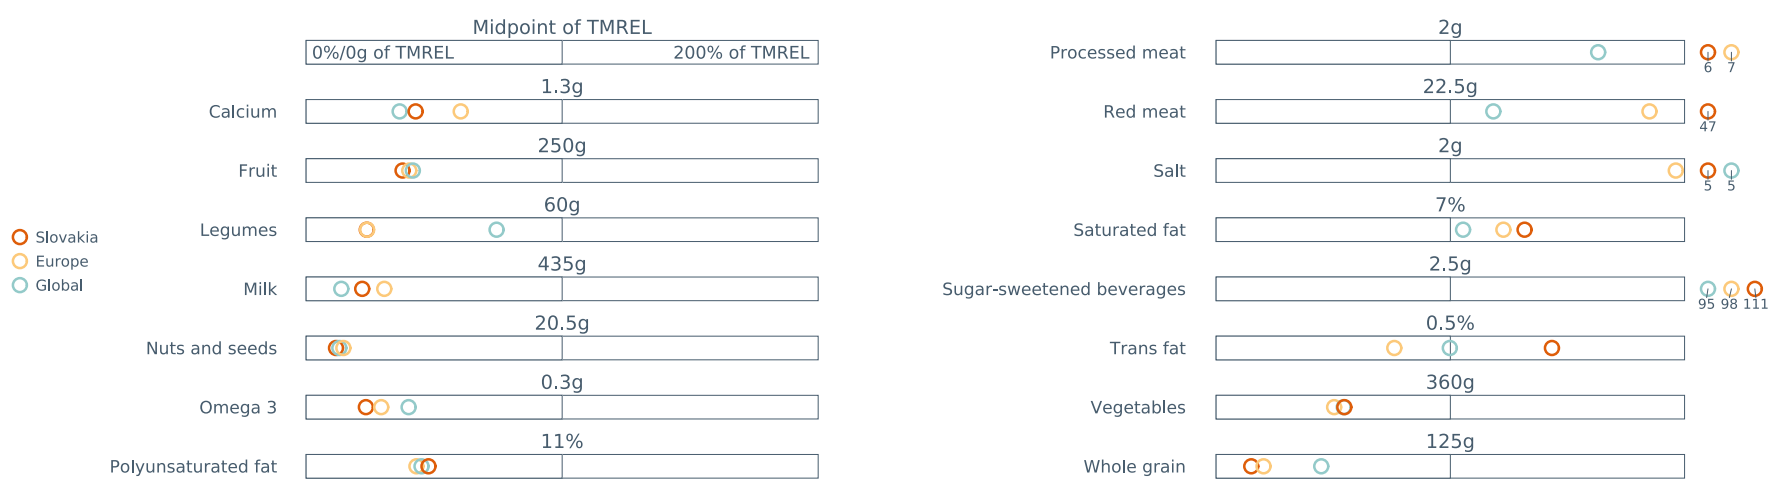 Midpoint of TMREL
0%/0g of TMREL 200% of TMREL
1.3g
Calcium
250g
Fruit
60g
Legumes
435g
Milk
20.5g
Nuts and seeds
0.3g
Omega 3
11%
Polyunsaturated fat
Slovakia
Europe
Global
2g
Processed meat
6 7
22.5g
Red meat
47
2g
Salt
5 5
7%
Saturated fat
2.5g
Sugar-sweetened beverages
95 98 111
0.5%
Trans fat
360g
Vegetables
125g
Whole grain